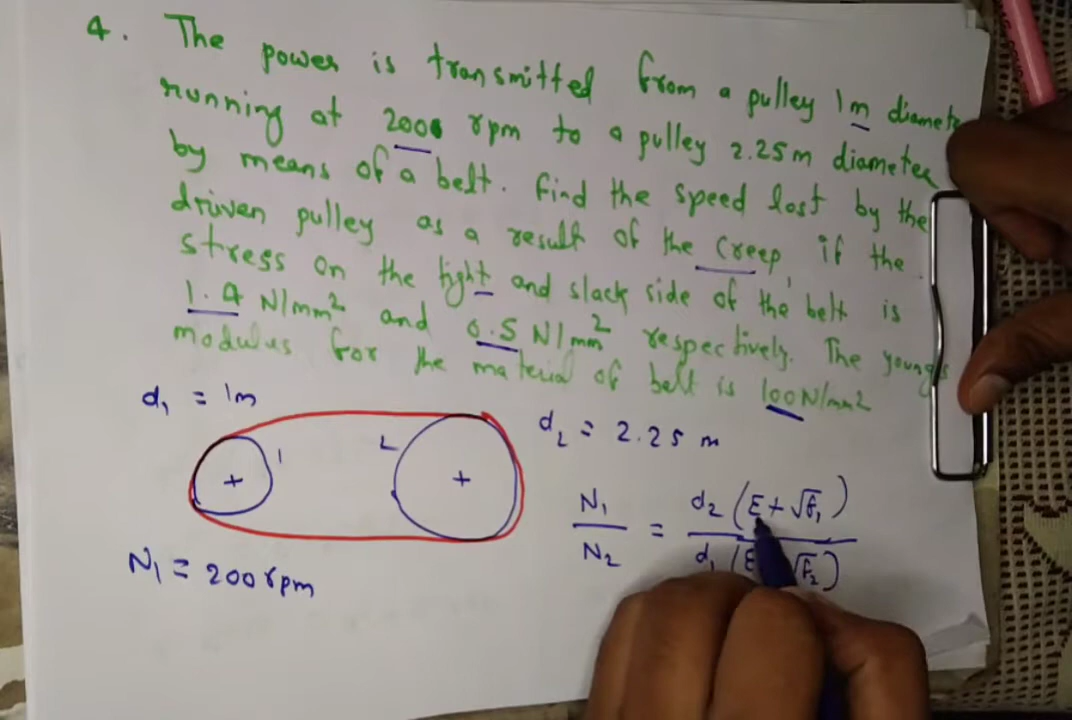 4. The power is transmitted from a pulley 1m diameter
running at 200 rpm to a pulley 2.25m diameter
by means of a belt. Find the speed lost by the
driven pulley as a result of the creep, if the
stress on the tight and slack side of the belt is
1.4 N/mm² and 0.5 N/mm² respectively. The young's
modulus for the material of belt is 100N/mm²
d₁ = 1m
d₂ = 2.25 m
1
2
N₁/N₂ = d₂ (E + √f₁) / d₁ (E √f₂)
N₁ = 200rpm